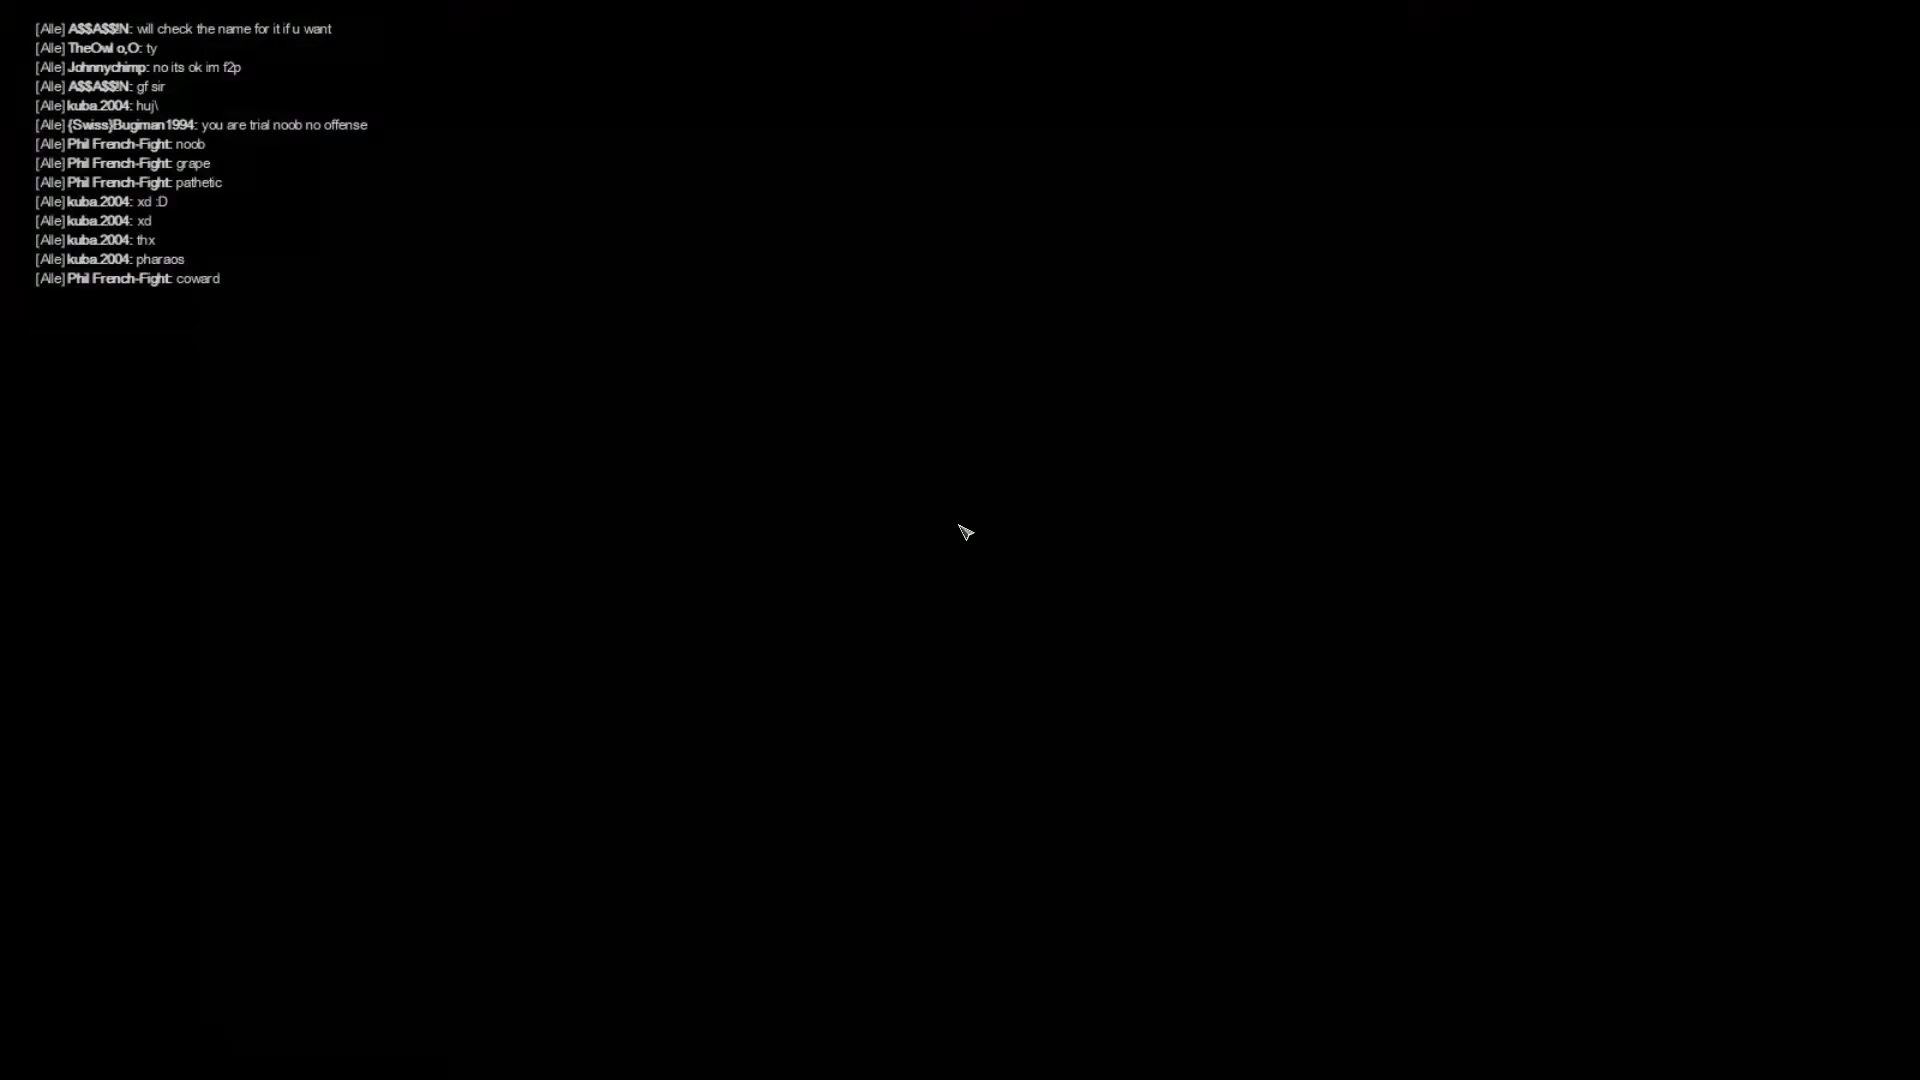 [Alle] A$$A$$!N: will check the name for it if u want
[Alle] TheOwl o,O: ty
[Alle] Johnnychimp: no its ok im f2p
[Alle] A$$A$$!N: gf sir
[Alle] kuba.2004: huj\
[Alle] {Swiss}Bugiman1994: you are trial noob no offense
[Alle] Phil French-Fight: noob
[Alle] Phil French-Fight: grape
[Alle] Phil French-Fight: pathetic
[Alle] kuba.2004: xd :D
[Alle] kuba.2004: xd
[Alle] kuba.2004: thx
[Alle] kuba.2004: pharaos
[Alle] Phil French-Fight: coward